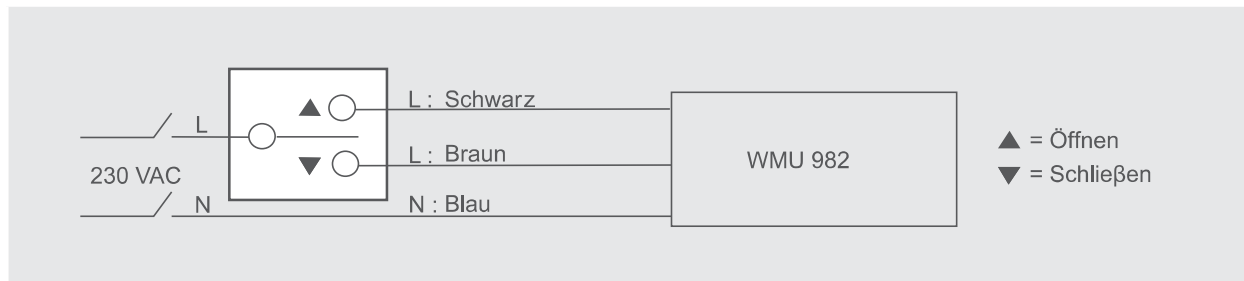 L : Schwarz
L
▲ = Öffnen
L : Braun
WMU 982
230 VAC
▼ = Schließen
N
N : Blau